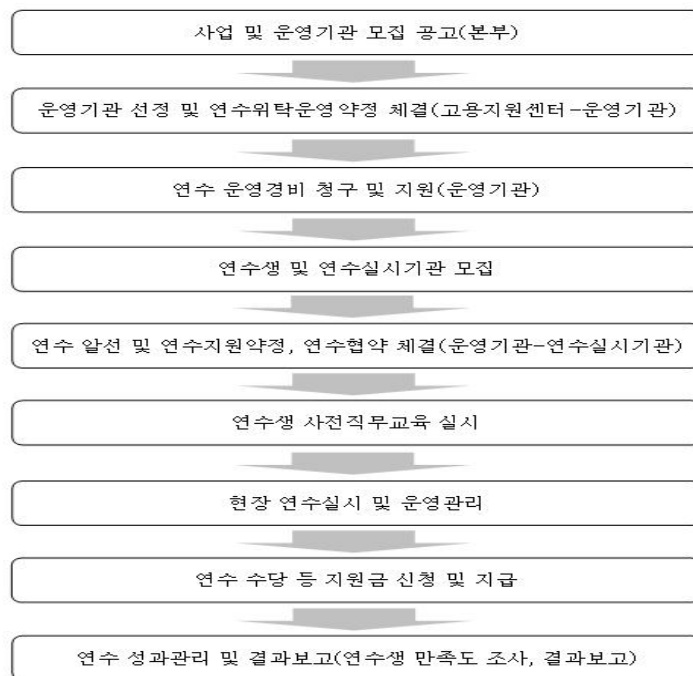 사업 및 운영기관 모집 공고(본부)
운영기관 선정 및 연수위탁운영약정 체결(고용지원센터-운영기관)
연수 운영경비 청구 및 지원(운영기관)
연수생 및 연수실시기관 모집
연수 알선 및 연수지원약정, 연수협약 체결(운영기관-연수실시기관)
연수생 사전직무교육 실시
현장 연수실시 및 운영관리
연수 수당 등 지원금 신청 및 지급
연수 성과관리 및 결과보고(연수생 만족도 조사, 결과보고)